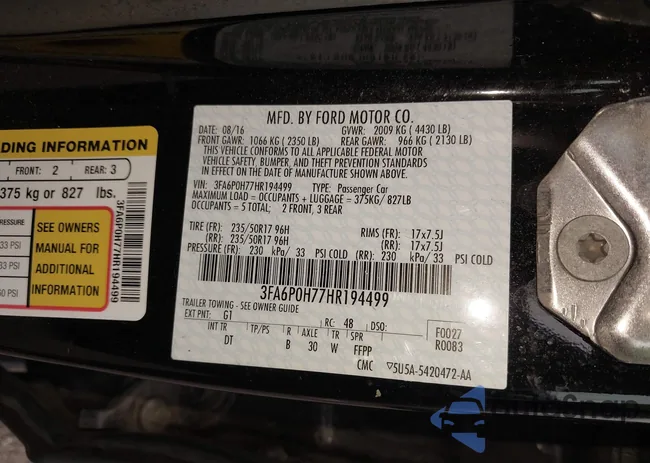 DING INFORMATION
FRONT: 2 REAR: 3
375 kg or 827 lbs.
PRESSURE
33 PSI
33 PSI
60 PSI
SEE OWNERS
MANUAL FOR
ADDITIONAL
INFORMATION
3FA6P0H77HR194499
MFD. BY FORD MOTOR CO.
DATE: 08/16 GVWR: 2009 KG ( 4430 LB)
FRONT GAWR: 1066 KG ( 2350 LB) REAR GAWR: 966 KG ( 2130 LB)
THIS VEHICLE CONFORMS TO ALL APPLICABLE FEDERAL MOTOR
VEHICLE SAFETY, BUMPER, AND THEFT PREVENTION STANDARDS
IN EFFECT ON THE DATE OF MANUFACTURE SHOWN ABOVE.
VIN: 3FA6P0H77HR194499 TYPE: Passenger Car
MAXIMUM LOAD = OCCUPANTS + LUGGAGE = 375KG/ 827LB
OCCUPANTS = 5 TOTAL; 2 FRONT, 3 REAR
TIRE (FR): 235/50R17 96H RIMS (FR): 17x7.5J
(RR): 235/50R17 96H (RR): 17x7.5J
PRESSURE (FR): 230 kPa/ 33 PSI COLD (RR): 230 kPa/ 33 PSI COLD
3FA6P0H77HR194499
TRAILER TOWING - SEE OWNER GUIDE
EXT PNT: G1 RC: 48 DSO: F0027
INT TR TP/PS R AXLE TR SPR R0083
DT B 30 W FFPP
CMC ▽5U5A-5420472-AA